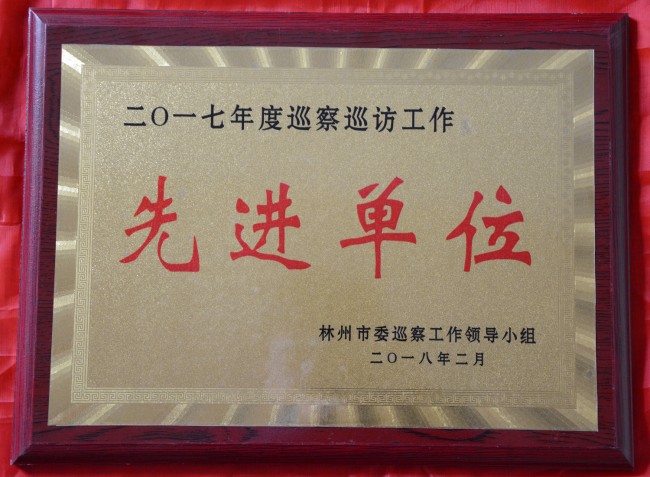 二〇一七年度巡察巡访工作
先进单位
林州市委巡察工作领导小组
二〇一八年二月